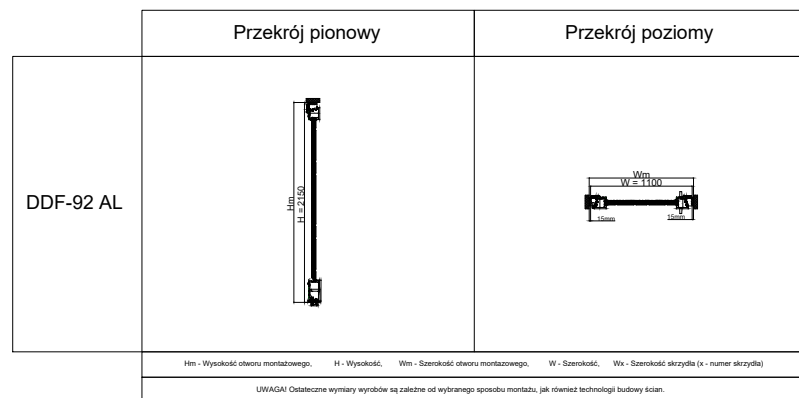 Przekrój pionowy
Przekrój poziomy
DDF-92 AL
Hm
H = 2150
Wm
W = 1100
15mm
15mm
Hm - Wysokość otworu montażowego, H - Wysokość, Wm - Szerokość otworu montazowego, W - Szerokość, Wx - Szerokość skrzydła (x - numer skrzydła)
UWAGA! Ostateczne wymiary wyrobów są zależne od wybranego sposobu montażu, jak również technologii budowy ścian.